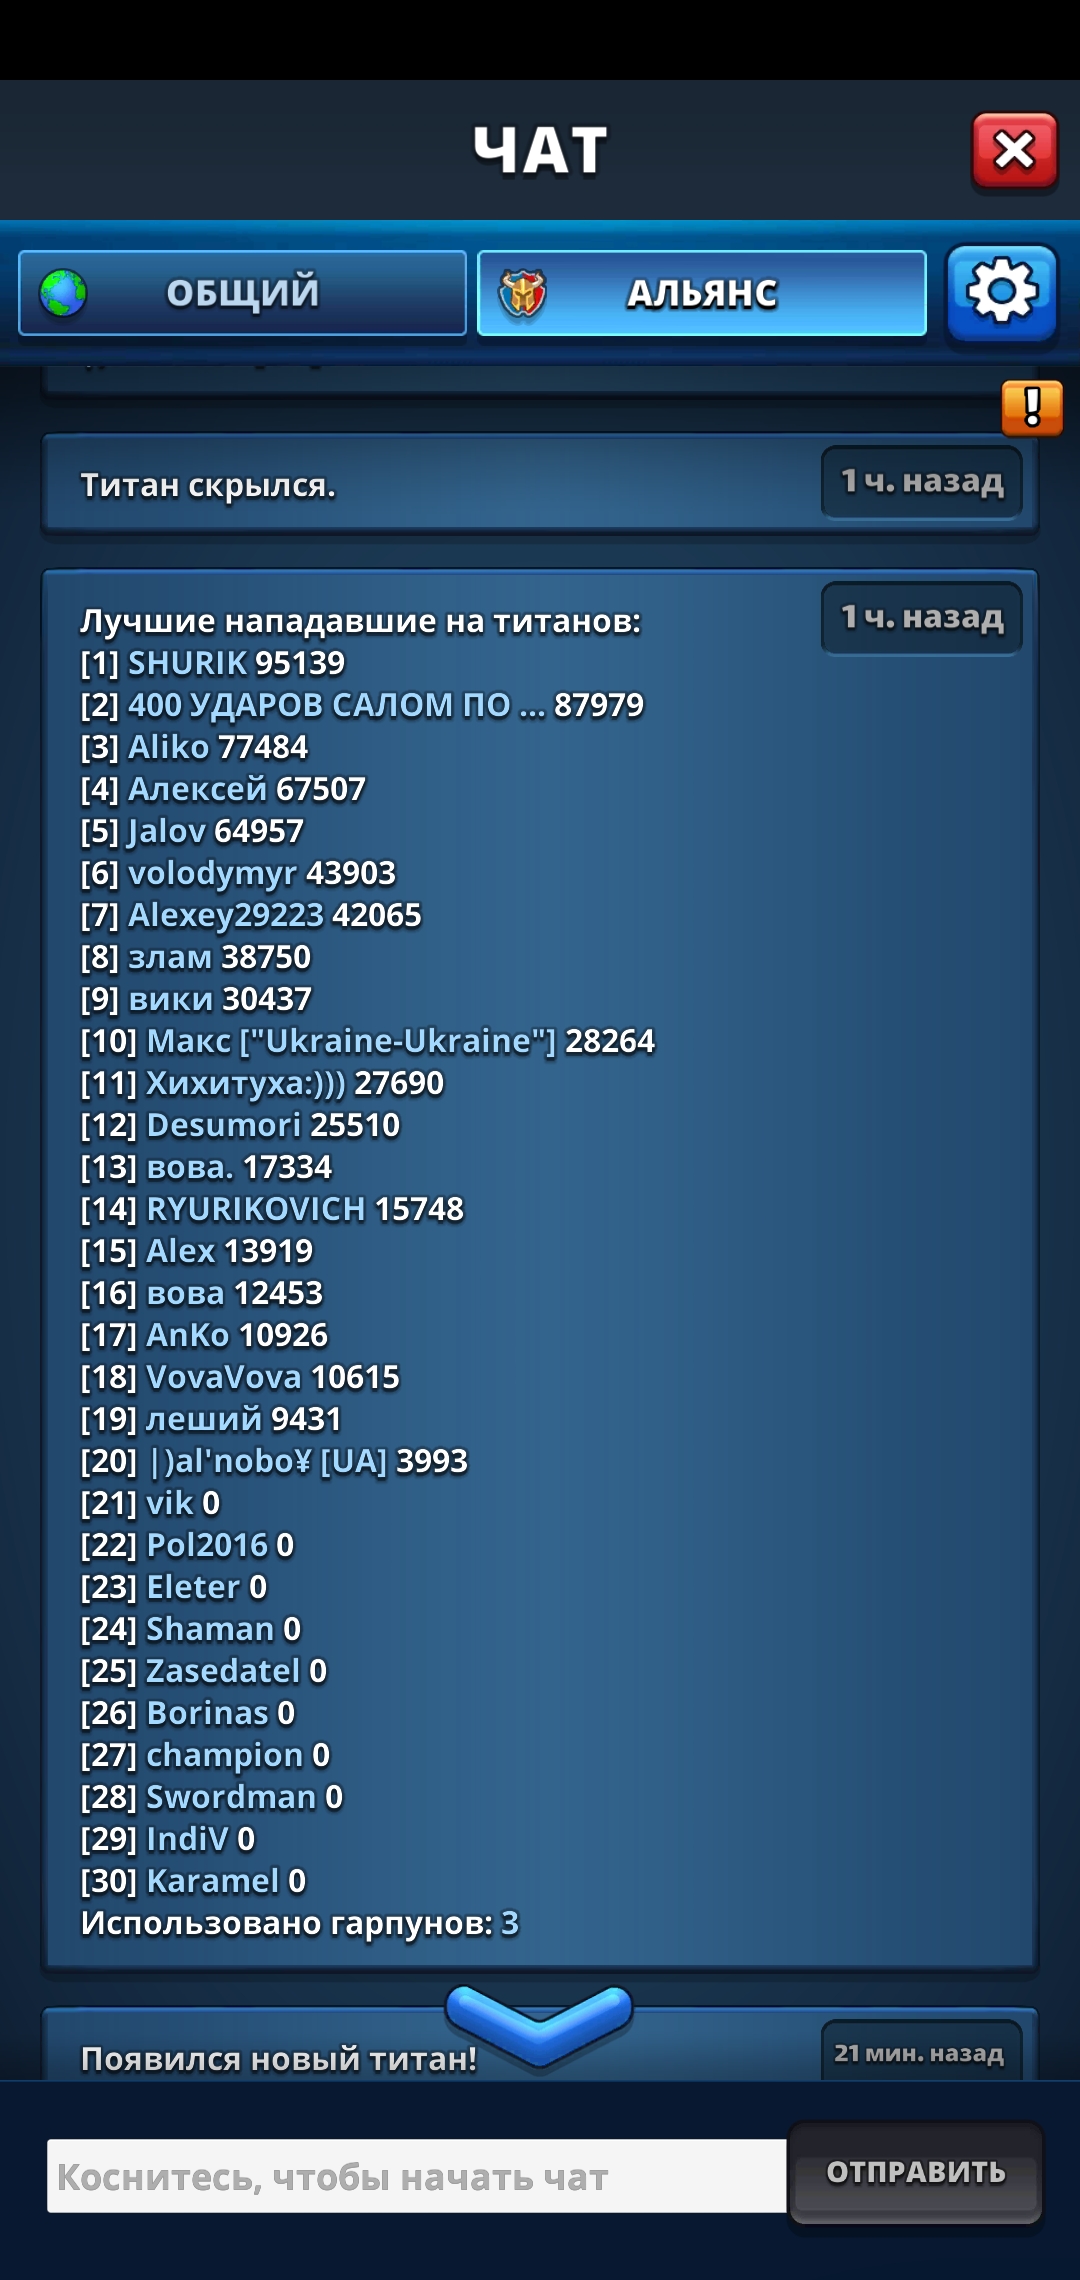 ЧАТ
ОБЩИЙ
АЛЬЯНС
!
Титан скрылся.
1 ч. назад
Лучшие нападавшие на титанов:
1 ч. назад
[1] SHURIK 95139
[2] 400 УДАРОВ САЛОМ ПО ... 87979
[3] Aliko 77484
[4] Алексей 67507
[5] Jalov 64957
[6] volodymyr 43903
[7] Alexey29223 42065
[8] злам 38750
[9] вики 30437
[10] Макс ["Ukraine-Ukraine"] 28264
[11] Хихитуха:))) 27690
[12] Desumori 25510
[13] вова. 17334
[14] RYURIKOVICH 15748
[15] Alex 13919
[16] вова 12453
[17] AnKo 10926
[18] VovaVova 10615
[19] леший 9431
[20] |)al'nobo¥ [UA] 3993
[21] vik 0
[22] Pol2016 0
[23] Eleter 0
[24] Shaman 0
[25] Zasedatel 0
[26] Borinas 0
[27] champion 0
[28] Swordman 0
[29] IndiV 0
[30] Karamel 0
Использовано гарпунов: 3
Появился новый титан!
21 мин. назад
Коснитесь, чтобы начать чат
ОТПРАВИТЬ